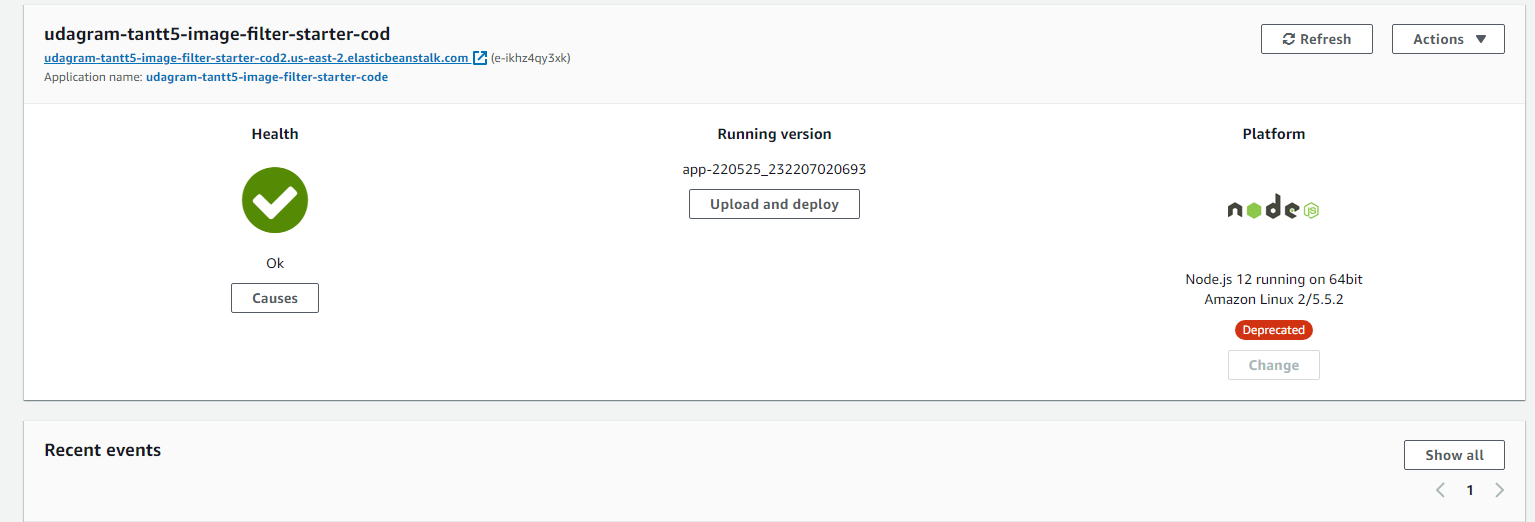 udagram-tantt5-image-filter-starter-cod
Refresh
Actions
udagram-tantt5-image-filter-starter-cod2.us-east-2.elasticbeanstalk.com (e-ikhz4qy3xk)
Application name: udagram-tantt5-image-filter-starter-code
Health
Ok
Causes
Running version
app-220525_232207020693
Upload and deploy
Platform
node JS
Node.js 12 running on 64bit
Amazon Linux 2/5.5.2
Deprecated
Change
Recent events
Show all
1